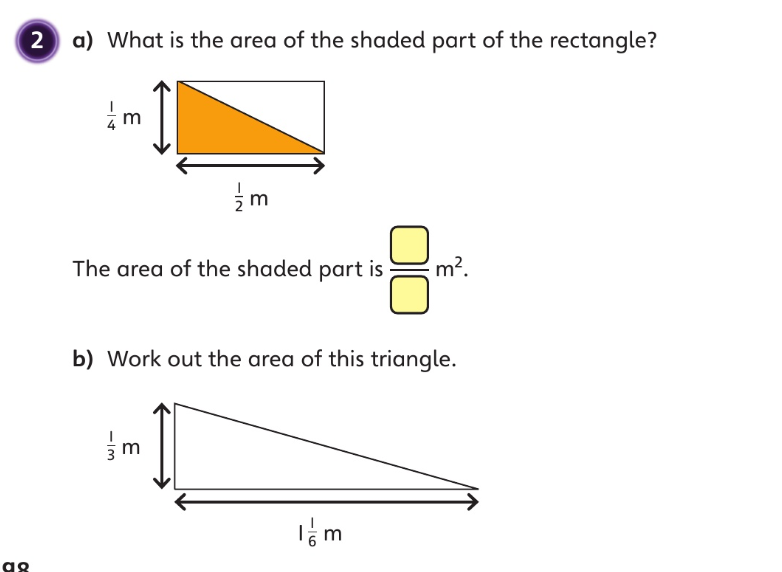 2 a) What is the area of the shaded part of the rectangle?
1/4 m
1/2 m
The area of the shaded part is m².
b) Work out the area of this triangle.
1/3 m
1 1/6 m